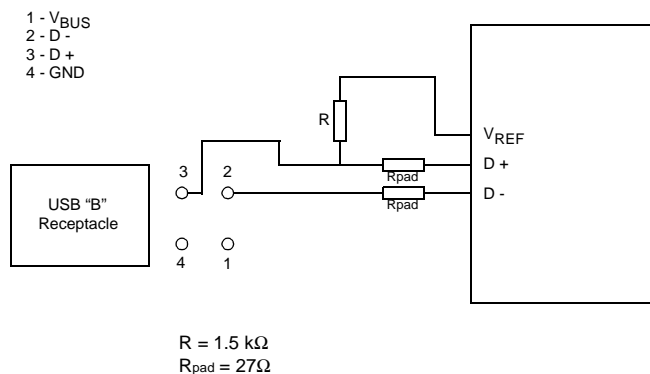 1 - VBUS
2 - D -
3 - D +
4 - GND
R
VREF
D +
Rpad
D -
Rpad
3
2
USB “B”
Receptacle
4
1
R = 1.5 kΩ
Rpad = 27Ω